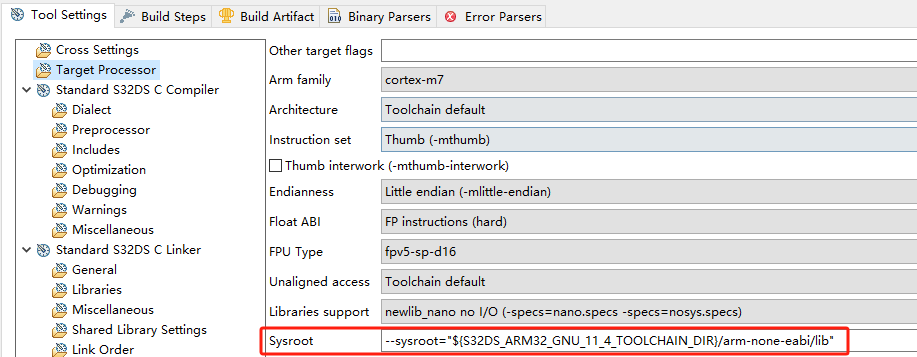 Tool Settings Build Steps Build Artifact Binary Parsers Error Parsers
Cross Settings
Target Processor
Standard S32DS C Compiler
Dialect
Preprocessor
Includes
Optimization
Debugging
Warnings
Miscellaneous
Standard S32DS C Linker
General
Libraries
Miscellaneous
Shared Library Settings
Link Order
Other target flags
Arm family cortex-m7
Architecture Toolchain default
Instruction set Thumb (-mthumb)
Thumb interwork (-mthumb-interwork)
Endianness Little endian (-mlittle-endian)
Float ABI FP instructions (hard)
FPU Type fpv5-sp-d16
Unaligned access Toolchain default
Libraries support newlib_nano no I/O (-specs=nano.specs -specs=nosys.specs)
Sysroot --sysroot="${S32DS_ARM32_GNU_11_4_TOOLCHAIN_DIR}/arm-none-eabi/lib"